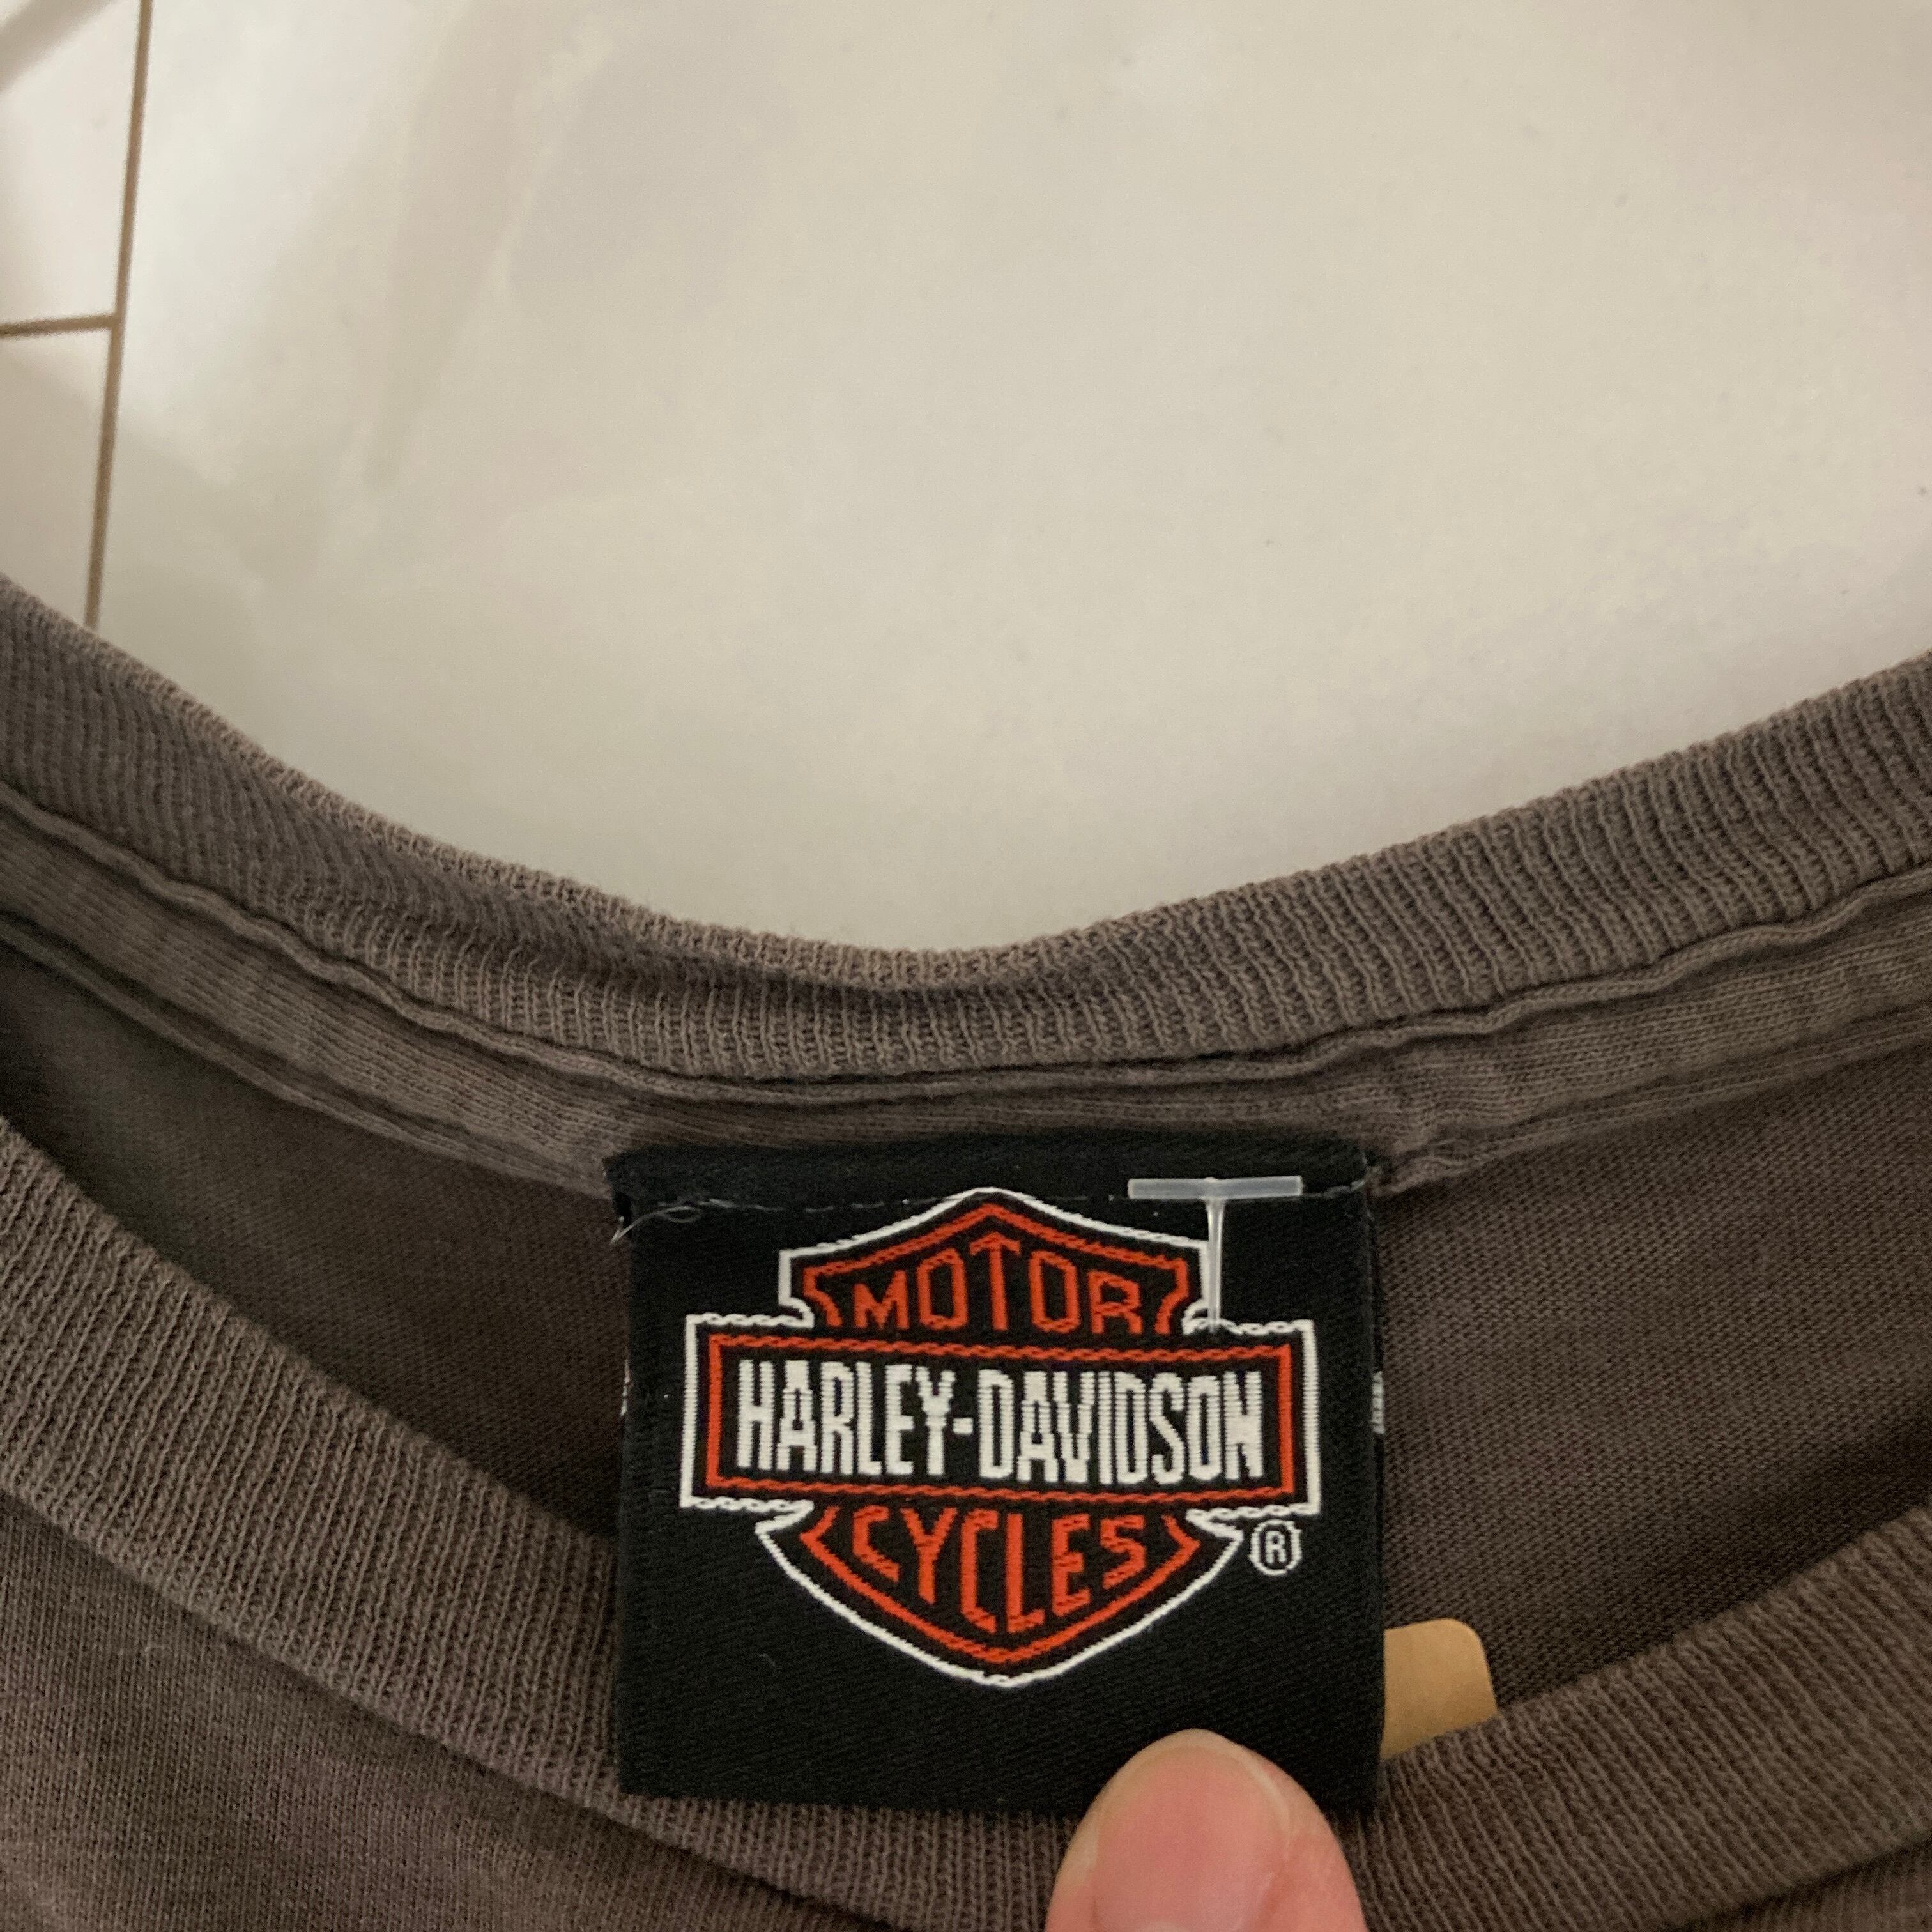 MOTOR
HARLEY-DAVIDSON
CYCLES
®